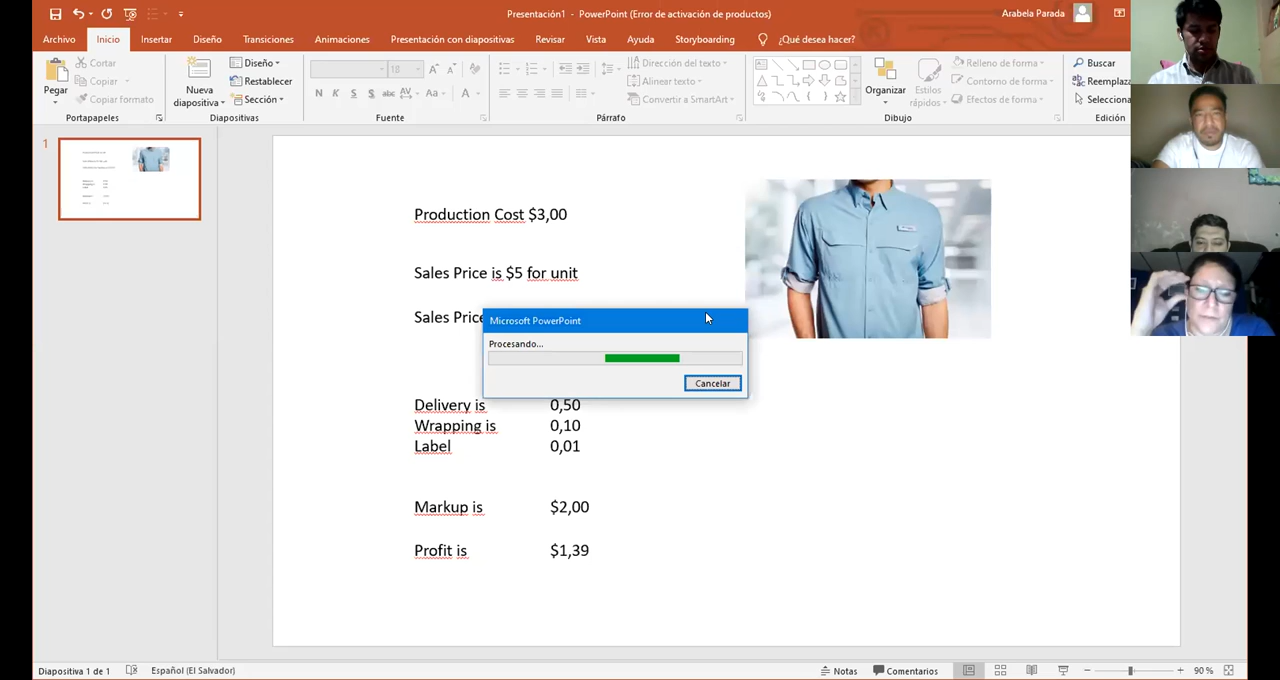 Presentación1 - PowerPoint (Error de activación de productos)
Arabela Parada
Archivo Inicio Insertar Diseño Transiciones Animaciones Presentación con diapositivas Revisar Vista Ayuda Storyboarding ¿Qué desea hacer?
Pegar
Cortar
Copiar
Copiar formato
Portapapeles
Nueva
diapositiva
Diseño
Restablecer
Sección
Diapositivas
18
N K S S abc AV Aa A
Fuente
Dirección del texto
Alinear texto
Convertir a SmartArt
Párrafo
Organizar
Estilos
rápidos
Relleno de forma
Contorno de forma
Efectos de forma
Dibujo
Buscar
Reemplaz
Selecciona
Edición
1
Production Cost $3,00
Sales Price is $5 for unit
Sales Price
Microsoft PowerPoint
Procesando...
Cancelar
Delivery is 0,50
Wrapping is 0,10
Label 0,01
Markup is $2,00
Profit is $1,39
Diapositiva 1 de 1 Español (El Salvador) Notas Comentarios 90 %